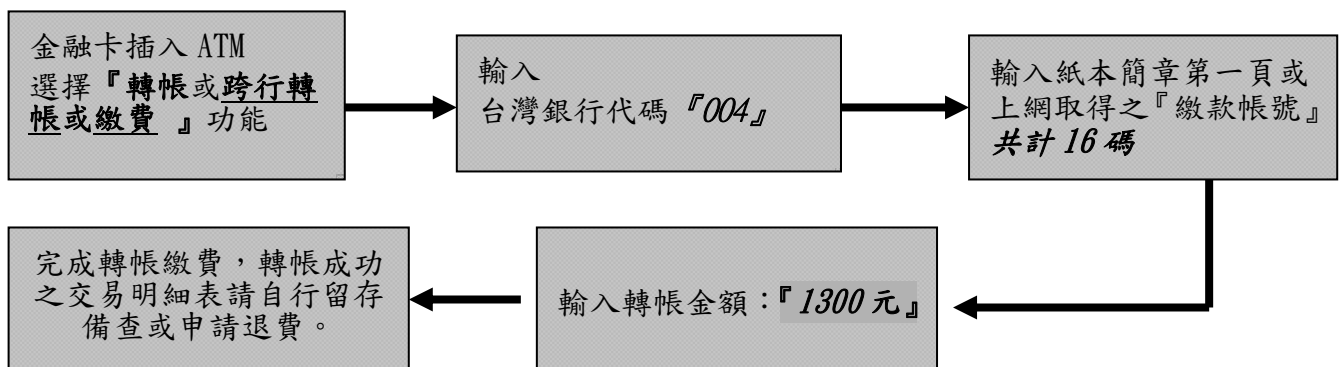 金融卡插入 ATM
選擇『轉帳或跨行轉
帳或繳費 』功能
輸入
台灣銀行代碼『004』
輸入紙本簡章第一頁或
上網取得之『繳款帳號』
共計 16 碼
輸入轉帳金額：『1300 元』
完成轉帳繳費，轉帳成功
之交易明細表請自行留存
備查或申請退費。